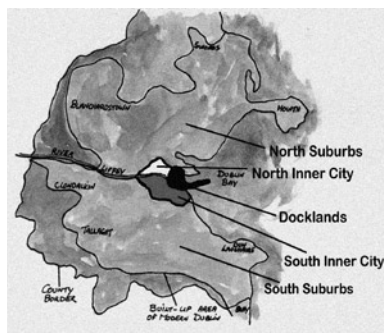 SWORDS
BLANCHARDSTOWN
HOWTH
North Suburbs
RIVER
LIFFEY
North Inner City
DUBLIN
BAY
CLONDALKIN
Docklands
TALLAGHT
South Inner City
DUN
LAOGHAIRE
South Suburbs
COUNTY
BORDER
BUILT-UP AREA
OF MODERN DUBLIN
BRAY